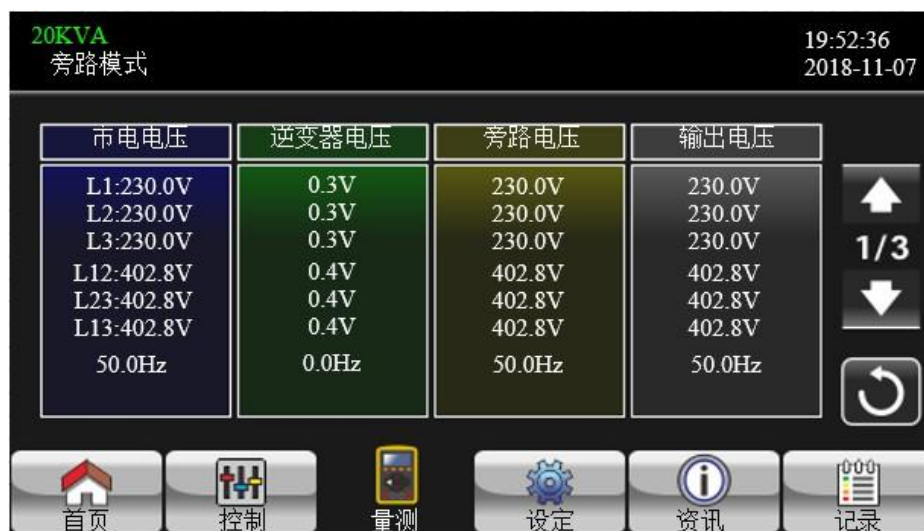 20KVA
旁路模式
19:52:36
2018-11-07
市电电压
逆变器电压
旁路电压
输出电压
L1:230.0V
0.3V
230.0V
230.0V
L2:230.0V
0.3V
230.0V
230.0V
L3:230.0V
0.3V
230.0V
230.0V
L12:402.8V
0.4V
402.8V
402.8V
L23:402.8V
0.4V
402.8V
402.8V
L13:402.8V
0.4V
402.8V
402.8V
50.0Hz
0.0Hz
50.0Hz
50.0Hz
1/3
首页
控制
量测
设定
资讯
记录